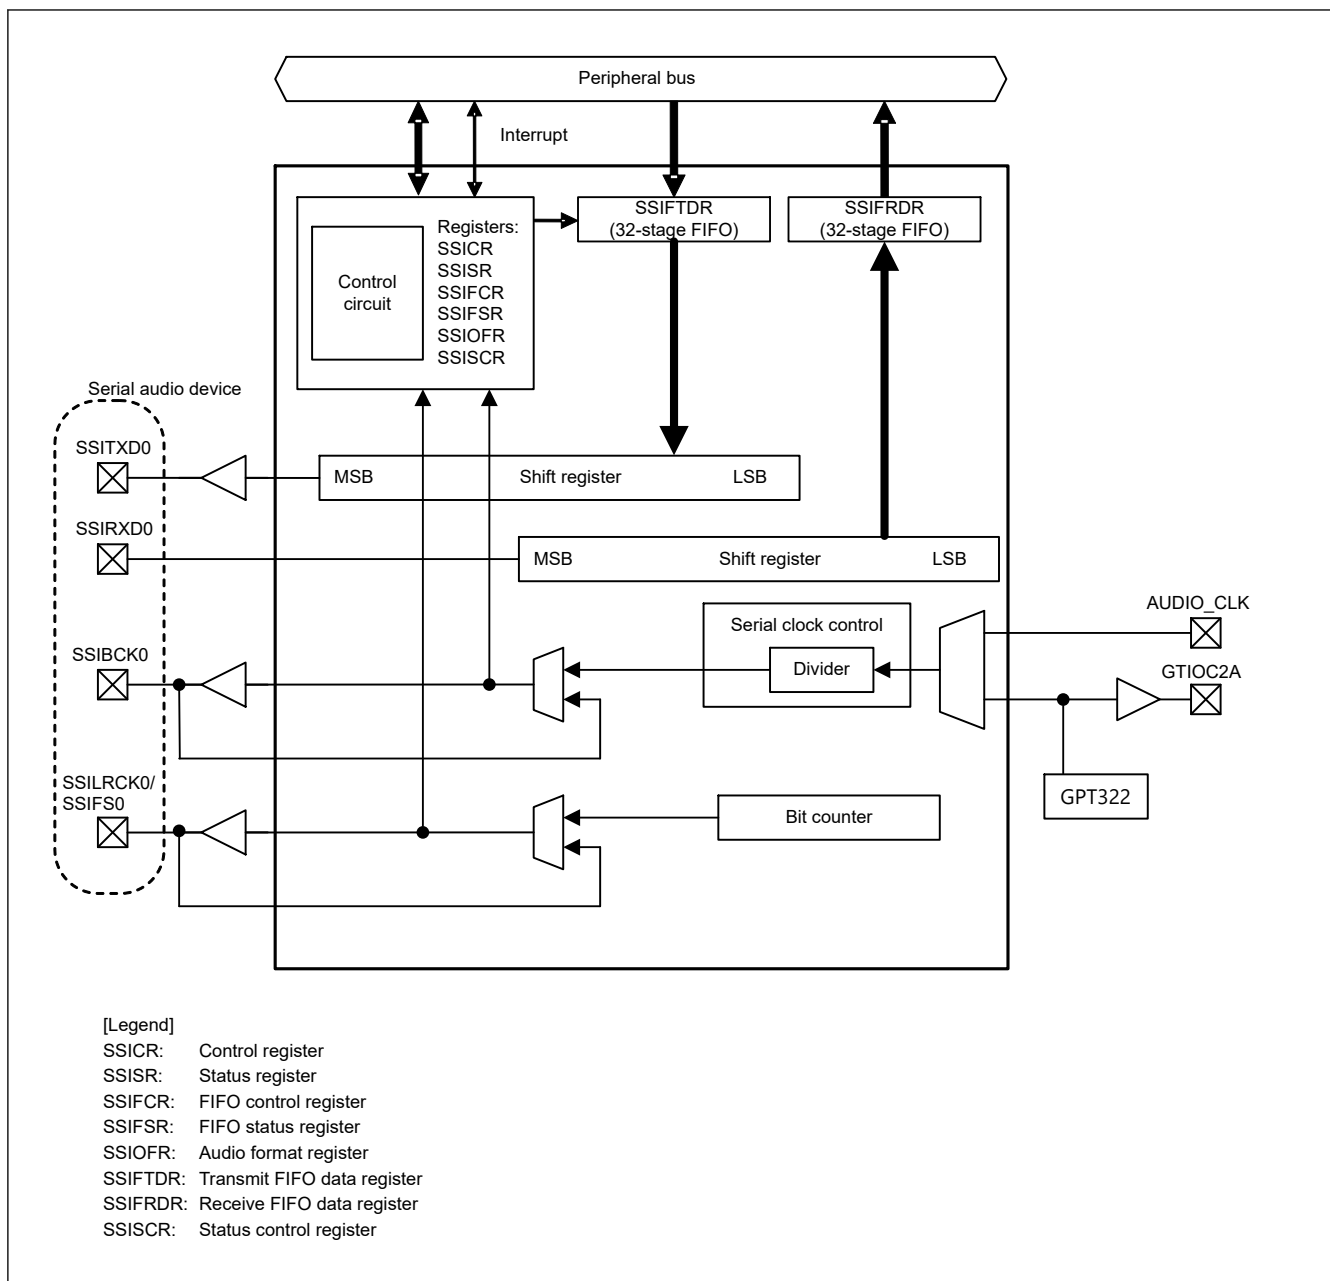 Peripheral bus
Interrupt
SSIFTDR
(32-stage FIFO)
SSIFRDR
(32-stage FIFO)
Control
circuit
Registers:
SSICR
SSISR
SSIFCR
SSIFSR
SSIOFR
SSISCR
Serial audio device
SSITXD0
MSB Shift register LSB
SSIRXD0
MSB Shift register LSB
AUDIO_CLK
Serial clock control
Divider
SSIBCK0
GTIOC2A
SSILRCK0/
SSIFS0
GPT322
Bit counter
[Legend]
SSICR: Control register
SSISR: Status register
SSIFCR: FIFO control register
SSIFSR: FIFO status register
SSIOFR: Audio format register
SSIFTDR: Transmit FIFO data register
SSIFRDR: Receive FIFO data register
SSISCR: Status control register